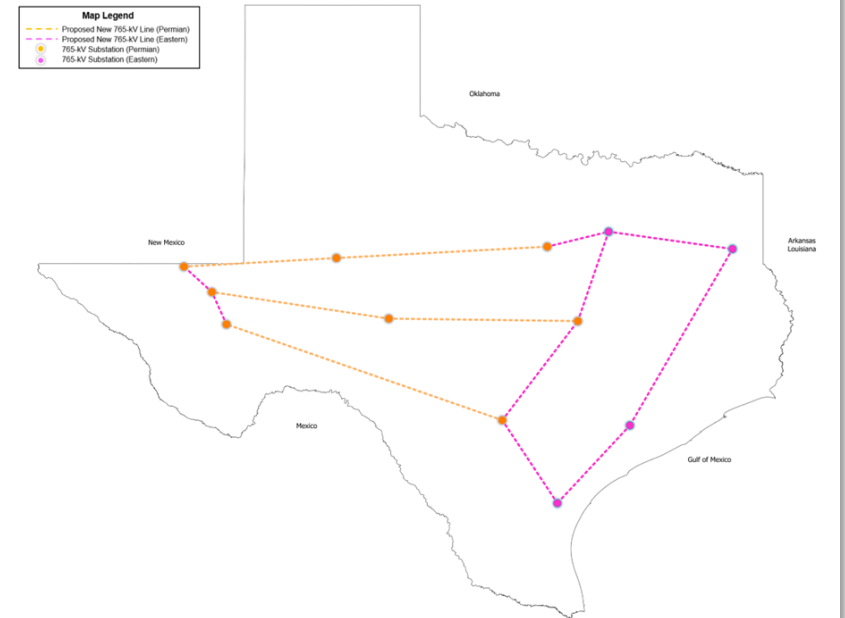 Map Legend
Proposed New 765-kV Line (Permian)
Proposed New 765-kV Line (Eastern)
765-kV Substation (Permian)
765-kV Substation (Eastern)
Oklahoma
New Mexico
Arkansas
Louisiana
Mexico
Gulf of Mexico